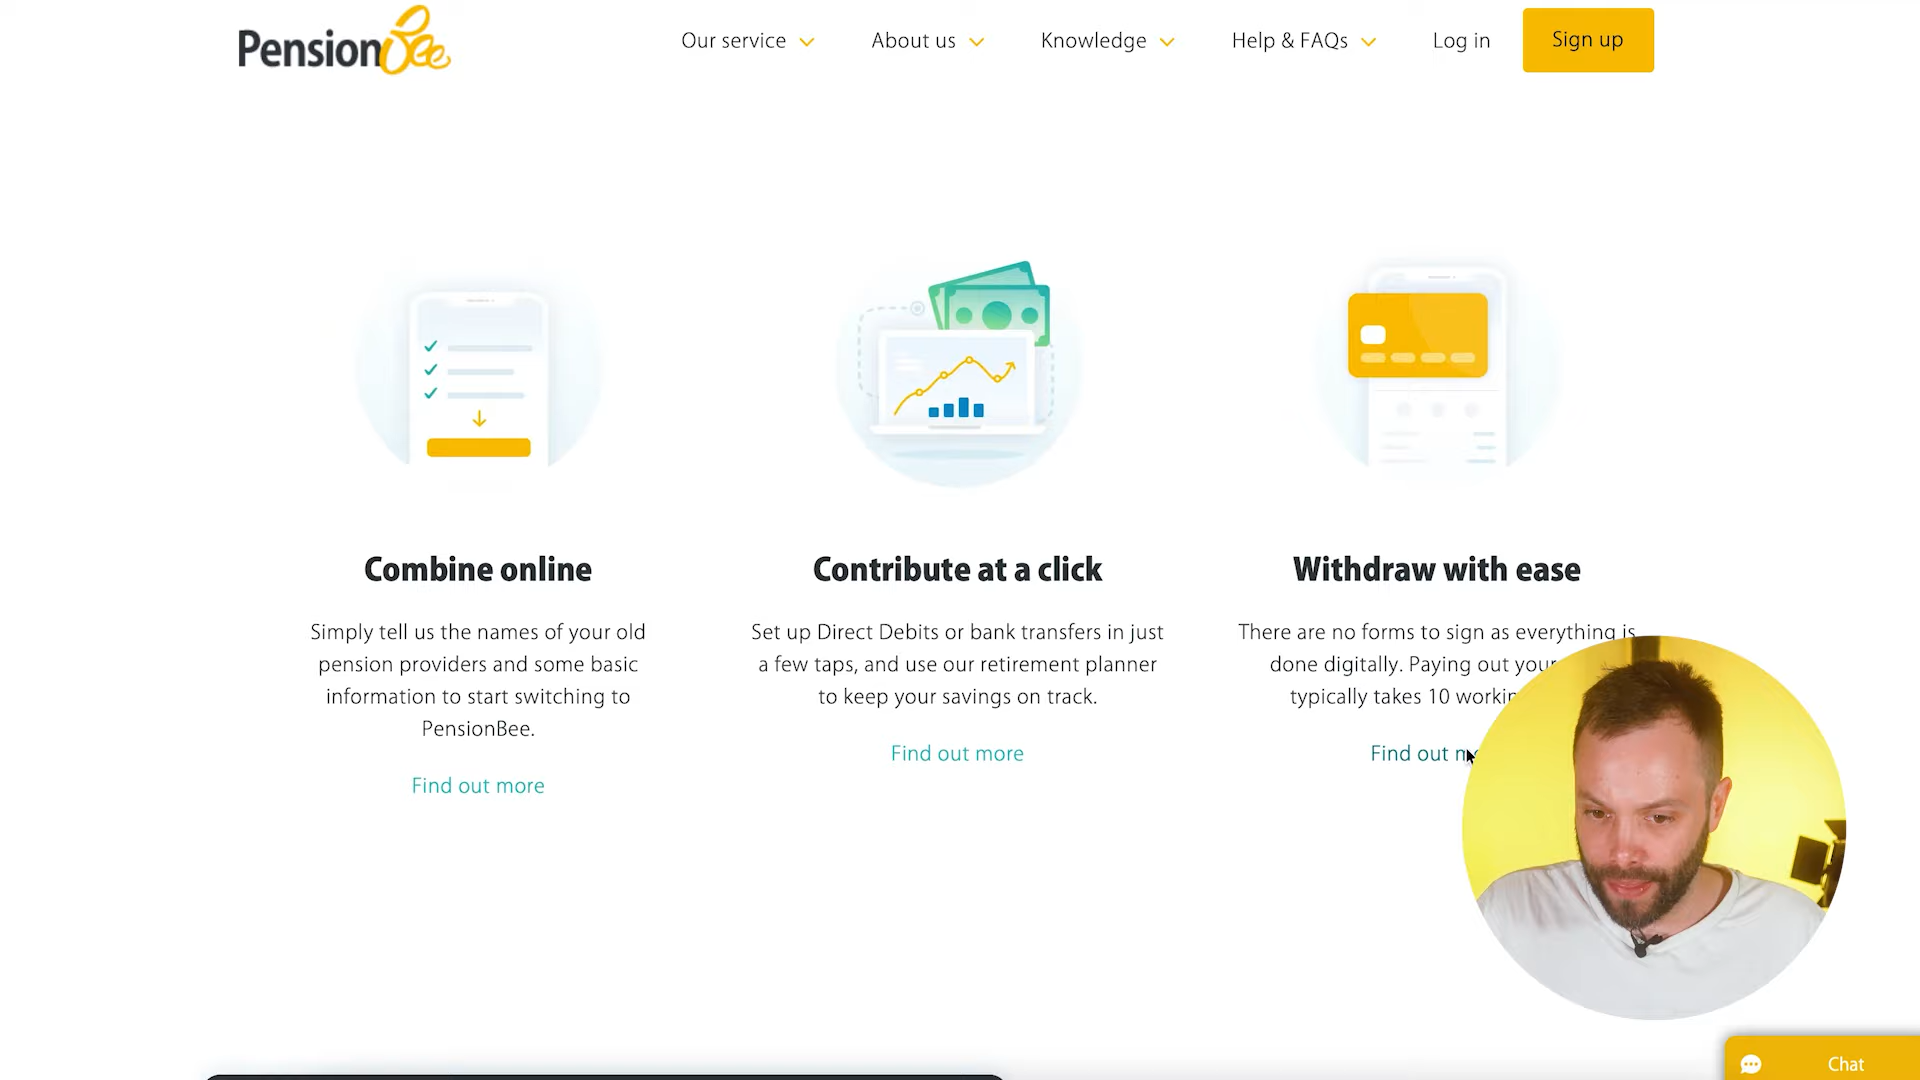 PensionBee
Our service
About us
Knowledge
Help & FAQs
Log in
Sign up
Combine online
Simply tell us the names of your old
pension providers and some basic
information to start switching to
PensionBee.
Find out more
Contribute at a click
Set up Direct Debits or bank transfers in just
a few taps, and use our retirement planner
to keep your savings on track.
Find out more
Withdraw with ease
There are no forms to sign as everything is
done digitally. Paying out
typically takes 10
Find out
Chat